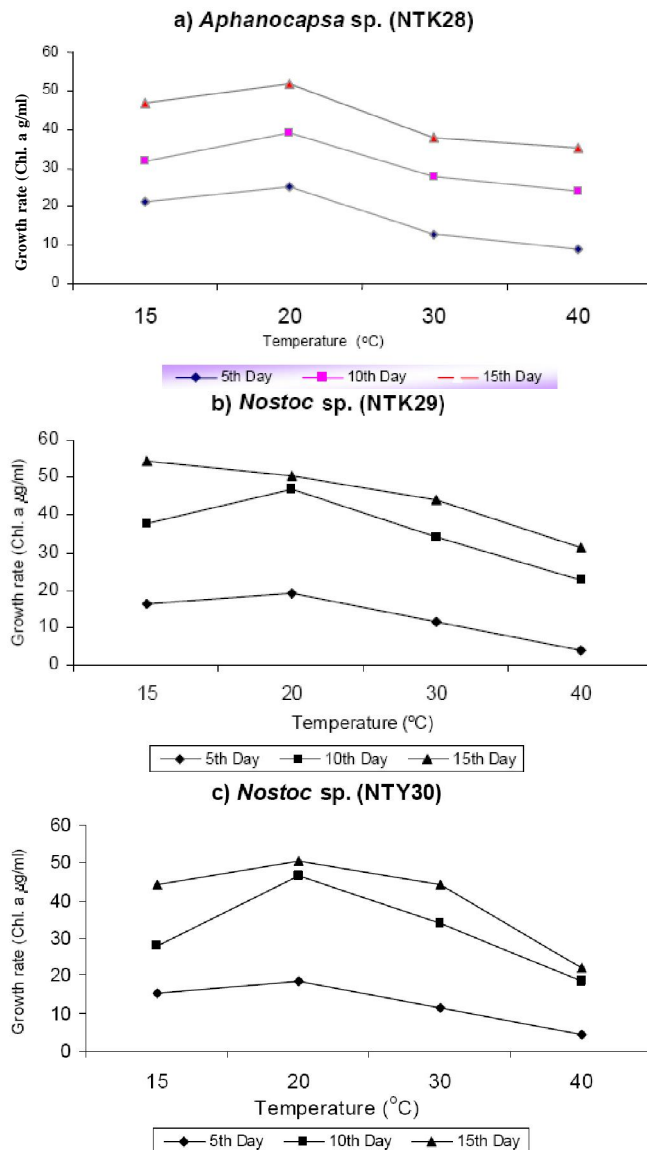 a) Aphanocapsa sp. (NTK28)
Growth rate (Chl. a g/ml)
60
50
40
30
20
10
0
15 20 30 40
Temperature (ºC)
5th Day 10th Day 15th Day
b) Nostoc sp. (NTK29)
Growth rate (Chl. a µg/ml)
60
50
40
30
20
10
0
15 20 30 40
Temperature (ºC)
5th Day 10th Day 15th Day
c) Nostoc sp. (NTY30)
Growth rate (Chl. a µg/ml)
60
50
40
30
20
10
0
15 20 30 40
Temperature (°C)
5th Day 10th Day 15th Day